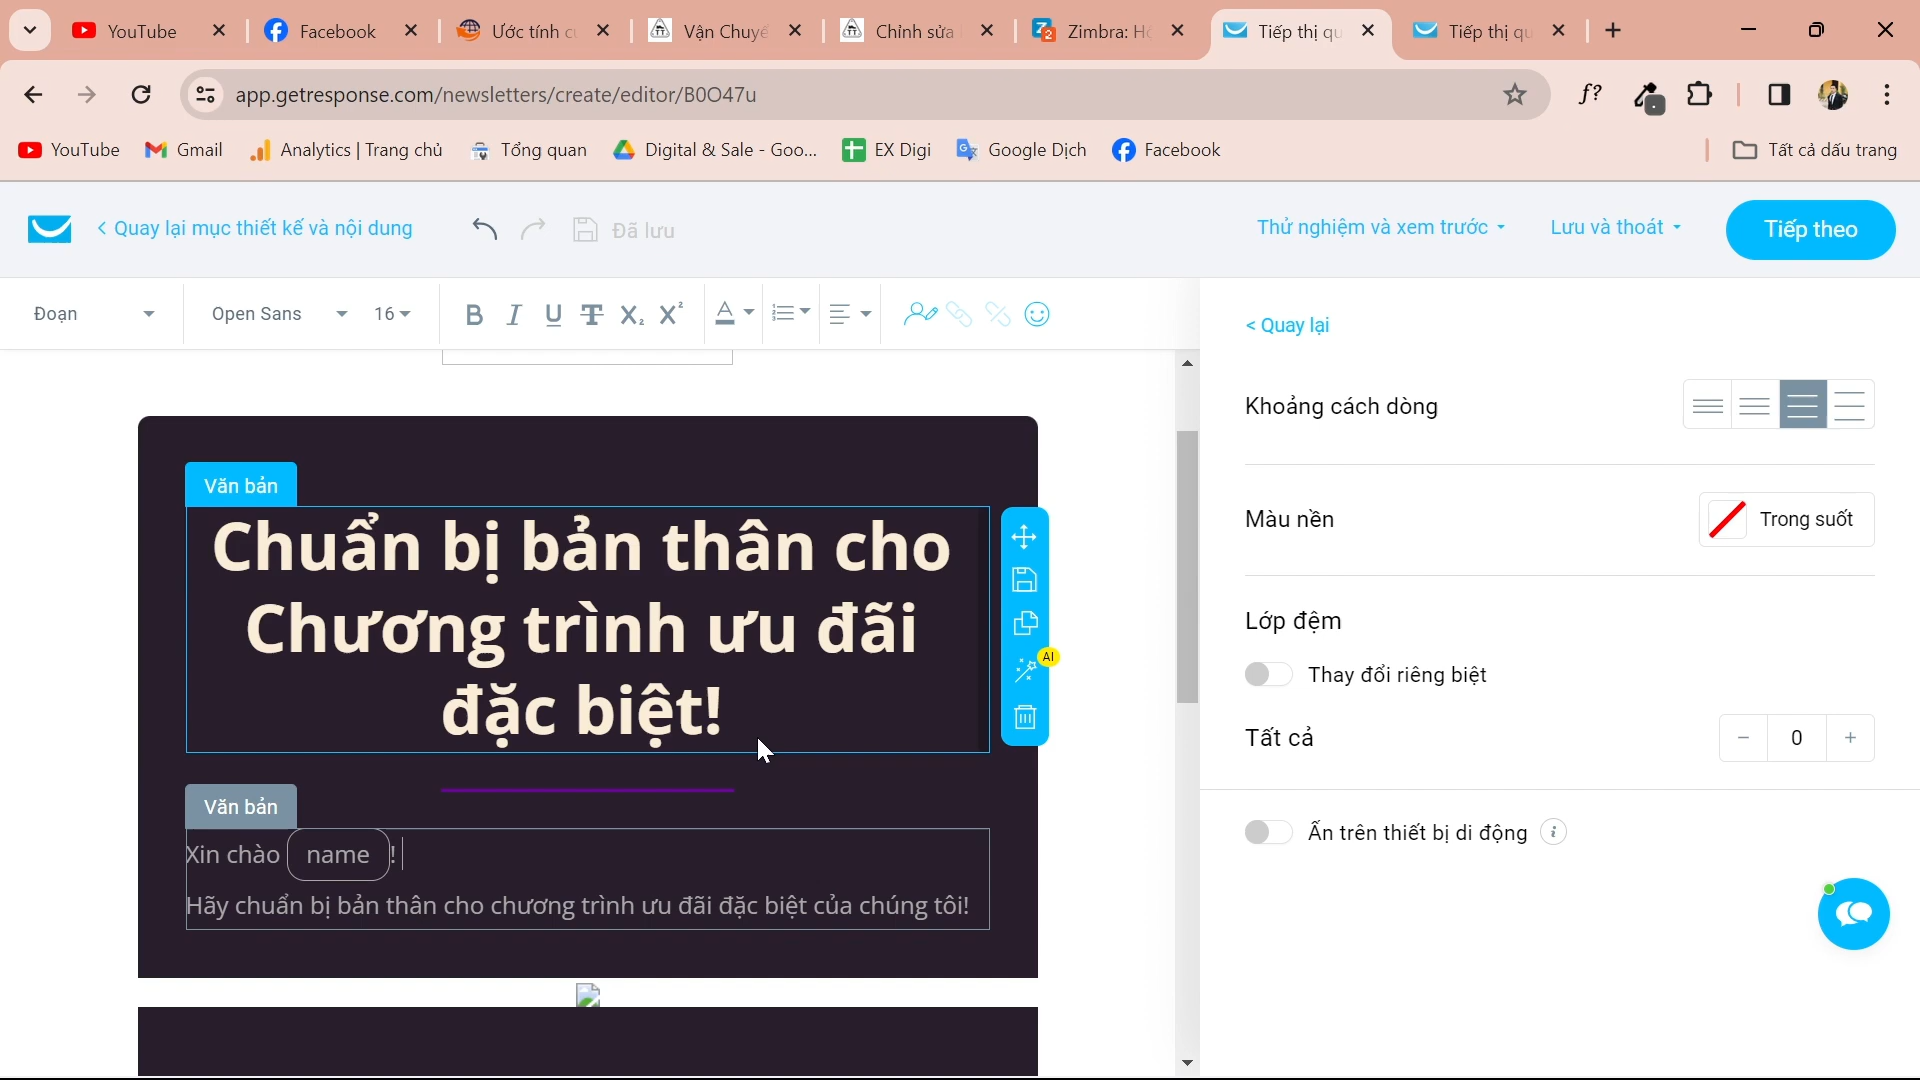 YouTube
Facebook
Ước tính c
Vận Chuyể
Chỉnh sửa
Zimbra: H
Tiếp thị qu
Tiếp thị qu
app.getresponse.com/newsletters/create/editor/B0O47u
f?
YouTube
Gmail
Analytics | Trang chủ
Tổng quan
Digital & Sale - Goo...
EX Digi
Google Dịch
Facebook
Tất cả dấu trang
< Quay lại mục thiết kế và nội dung
Đã lưu
Thử nghiệm và xem trước
Lưu và thoát
Tiếp theo
Đoạn
Open Sans
16
< Quay lại
Khoảng cách dòng
Văn bản
Chuẩn bị bản thân cho
Chương trình ưu đãi
đặc biệt!
AI
Màu nền
Trong suốt
Lớp đệm
Thay đổi riêng biệt
Tất cả
0
Văn bản
Xin chào name !
Hãy chuẩn bị bản thân cho chương trình ưu đãi đặc biệt của chúng tôi!
Ẩn trên thiết bị di động